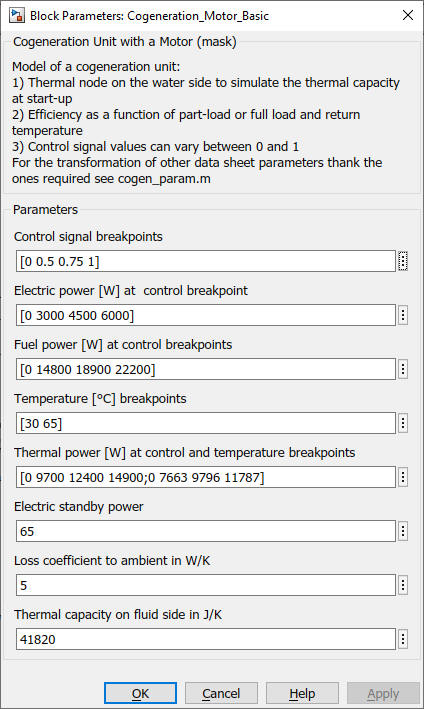 Block Parameters: Cogeneration_Motor_Basic
Cogeneration Unit with a Motor (mask)
Model of a cogeneration unit:
1) Thermal node on the water side to simulate the thermal capacity
at start-up
2) Efficiency as a function of part-load or full load and return
temperature
3) Control signal values can vary between 0 and 1
For the transformation of other data sheet parameters thank the
ones required see cogen_param.m
Parameters
Control signal breakpoints
[0 0.5 0.75 1]
Electric power [W] at  control breakpoint
[0 3000 4500 6000]
Fuel power [W] at control breakpoints
[0 14800 18900 22200]
Temperature [°C] breakpoints
[30 65]
Thermal power [W] at control and temperature breakpoints
[0 9700 12400 14900;0 7663 9796 11787]
Electric standby power
65
Loss coefficient to ambient in W/K
5
Thermal capacity on fluid side in J/K
41820
OK Cancel Help Apply